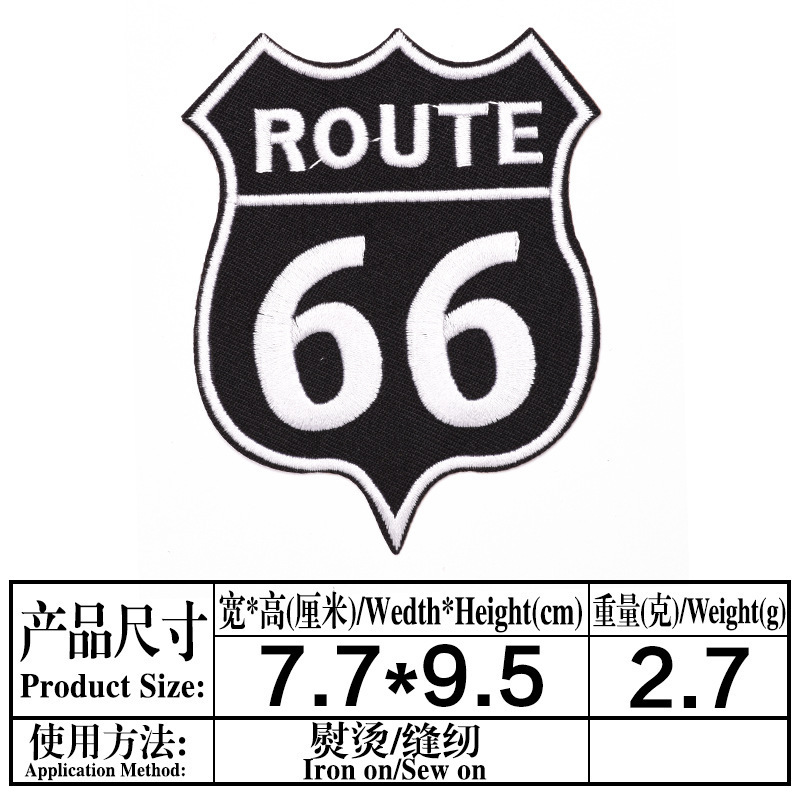 ROUTE
66
产品尺寸
Product Size:
宽*高(厘米)/Wedth*Height(cm)
重量(克)/Weight(g)
7.7*9.5
2.7
使用方法:
Application Method:
熨烫/缝纫
Iron on/Sew on